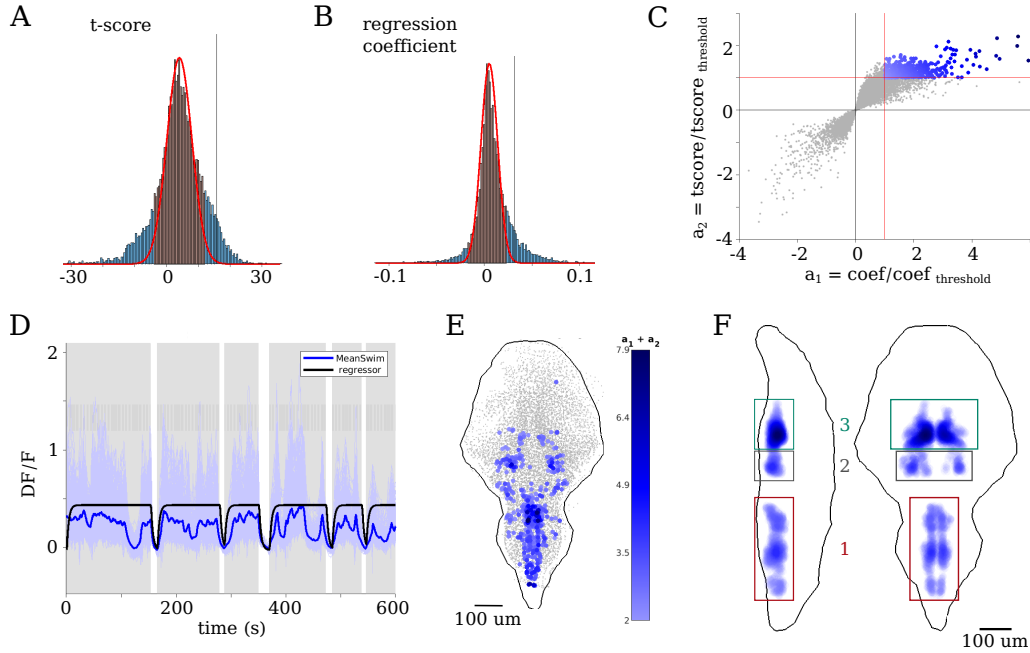 A
t-score
-30
0
30
B
regression
coefficient
-0.1
0
0.1
C
a2 = tscore/tscore threshold
2
0
-2
-4
-4
-2
0
2
4
a1 = coef/coef threshold
D
DF/F
2
1
0
MeanSwim
regressor
0
200
400
600
time (s)
E
a1 + a2
7.9
6.4
4.9
3.5
2
100 um
F
3
2
1
100 um